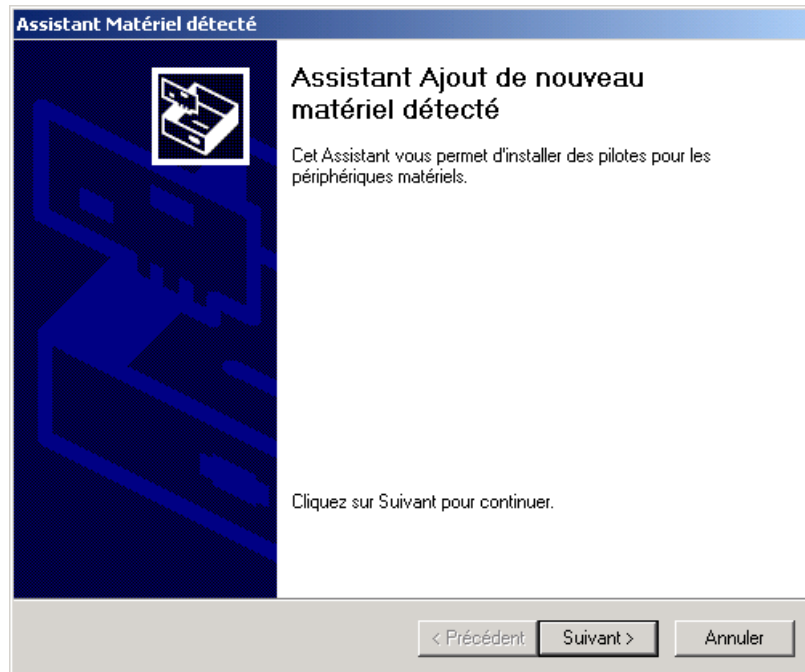 Assistant Matériel détecté
Assistant Ajout de nouveau
matériel détecté
Cet Assistant vous permet d'installer des pilotes pour les
périphériques matériels.
Cliquez sur Suivant pour continuer.
< Précédent Suivant > Annuler